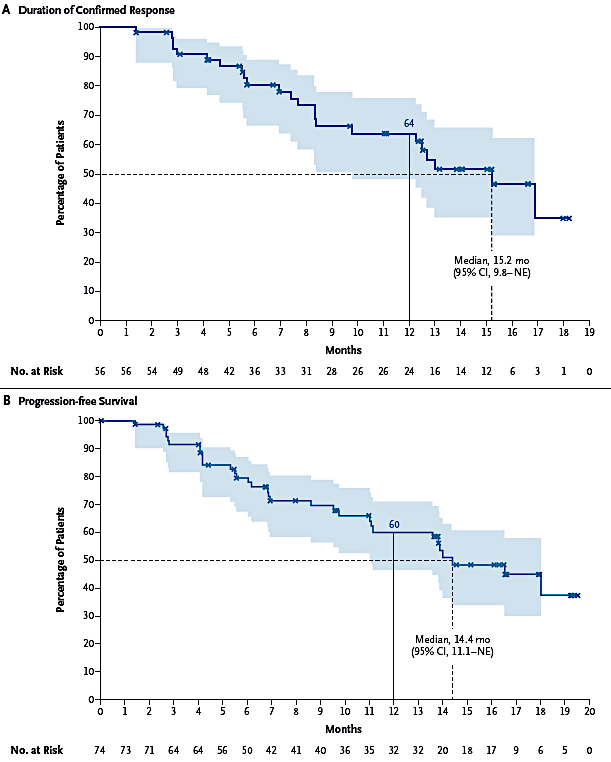 A Duration of Confirmed Response
100
90
80
70
60
50
40
30
20
10
0
Percentage of Patients
64
Median, 15.2 mo
(95% CI, 9.8–NE)
0 1 2 3 4 5 6 7 8 9 10 11 12 13 14 15 16 17 18 19
Months
No. at Risk 56 56 54 49 48 42 36 33 31 28 26 26 24 16 14 12 6 3 1 0
B Progression-free Survival
100
90
80
70
60
50
40
30
20
10
0
Percentage of Patients
60
Median, 14.4 mo
(95% CI, 11.1–NE)
0 1 2 3 4 5 6 7 8 9 10 11 12 13 14 15 16 17 18 19 20
Months
No. at Risk 74 73 71 64 64 56 50 42 41 40 36 35 32 32 20 18 17 9 6 5 0